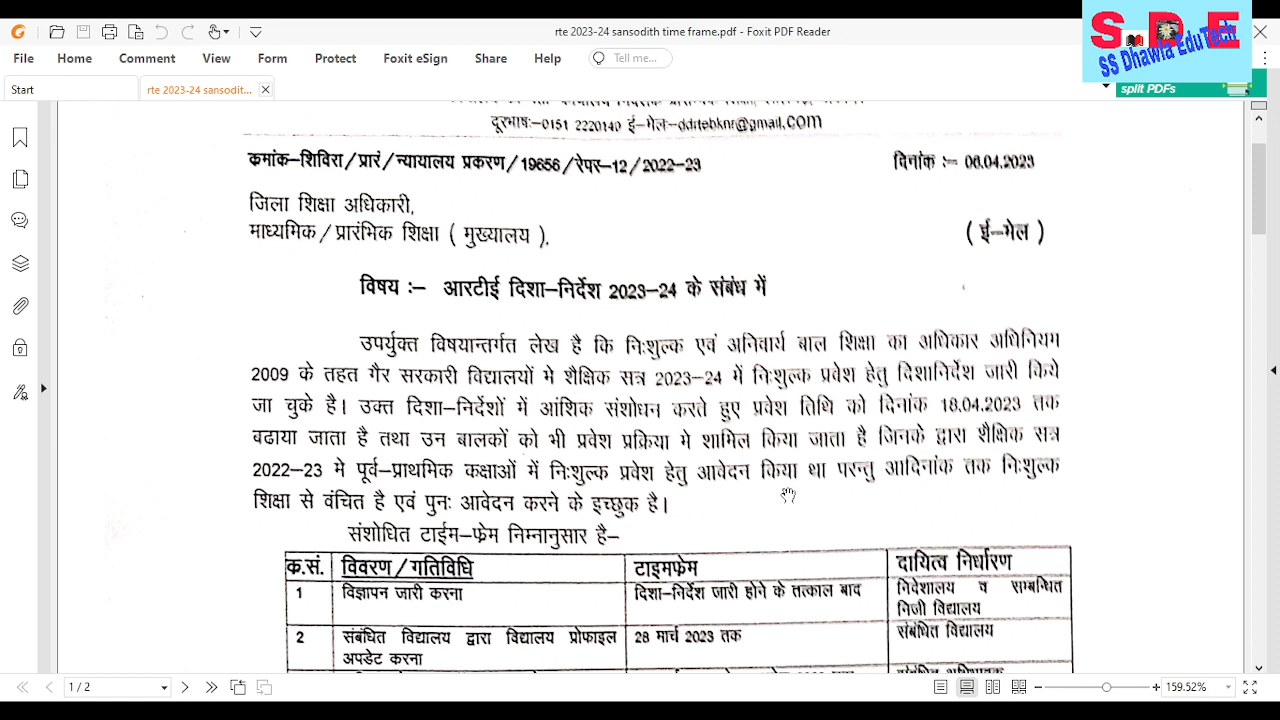 rte 2023-24 sansodith time frame.pdf - Foxit PDF Reader
S D E
SS Dhawla EduTech
File Home Comment View Form Protect Foxit eSign Share Help Tell me...
Start rte 2023-24 sansodit...
split PDFs
दूरभाषः-0151 2220140 ई-मेल-ddrtebknr@gmail.com
क्रमांक-शिविरा/प्रारं/न्यायालय प्रकरण/19656/रेपर-12/2022-23 दिनांक :- 06.04.2023
जिला शिक्षा अधिकारी,
माध्यमिक/प्रारंभिक शिक्षा ( मुख्यालय ), ( ई-मेल )
विषय :- आरटीई दिशा-निर्देश 2023-24 के संबंध में
उपर्युक्त विषयान्तर्गत लेख है कि निःशुल्क एवं अनिवार्य बाल शिक्षा का अधिकार अधिनियम
2009 के तहत गैर सरकारी विद्यालयों मे शैक्षिक सत्र 2023-24 में निःशुल्क प्रवेश हेतु दिशानिर्देश जारी किये
जा चुके है। उक्त दिशा-निर्देशों में आंशिक संशोधन करते हुए प्रवेश तिथि को दिनांक 18.04.2023 तक
बढाया जाता है तथा उन बालकों को भी प्रवेश प्रक्रिया मे शामिल किया जाता है जिनके द्वारा शैक्षिक सत्र
2022-23 मे पूर्व-प्राथमिक कक्षाओं में निःशुल्क प्रवेश हेतु आवेदन किया था परन्तु आदिनांक तक निःशुल्क
शिक्षा से वंचित है एवं पुनः आवेदन करने के इच्छुक है।
संशोधित टाईम-फ्रेम निम्नानुसार है-
क.सं. विवरण/गतिविधि टाइमफ्रेम दायित्व निर्धारण
1 विज्ञापन जारी करना दिशा-निर्देश जारी होने के तत्काल बाद निदेशालय व सम्बन्धित
निजी विद्यालय
2 संबंधित विद्यालय द्वारा विद्यालय प्रोफाइल 28 मार्च 2023 तक संबंधित विद्यालय
अपडेट करना
1 / 2 159.52%